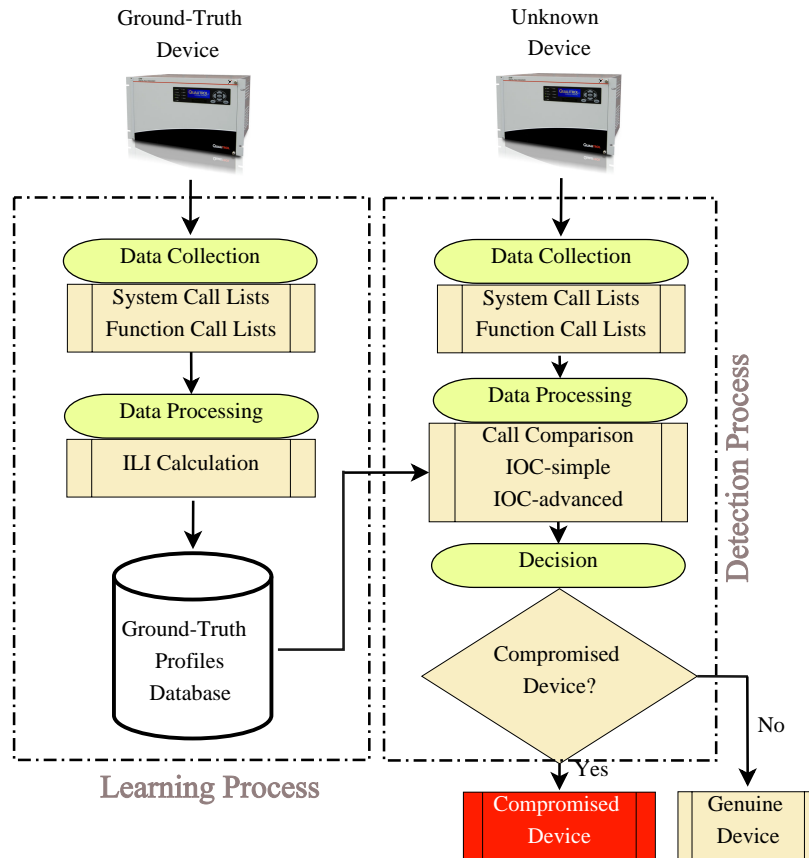 Ground-Truth
Device
Unknown
Device
Data Collection
System Call Lists
Function Call Lists
Data Processing
ILI Calculation
Ground-Truth
Profiles
Database
Learning Process
Data Collection
System Call Lists
Function Call Lists
Data Processing
Call Comparison
IOC-simple
IOC-advanced
Decision
Compromised
Device?
Detection Process
No
Yes
Compromised
Device
Genuine
Device